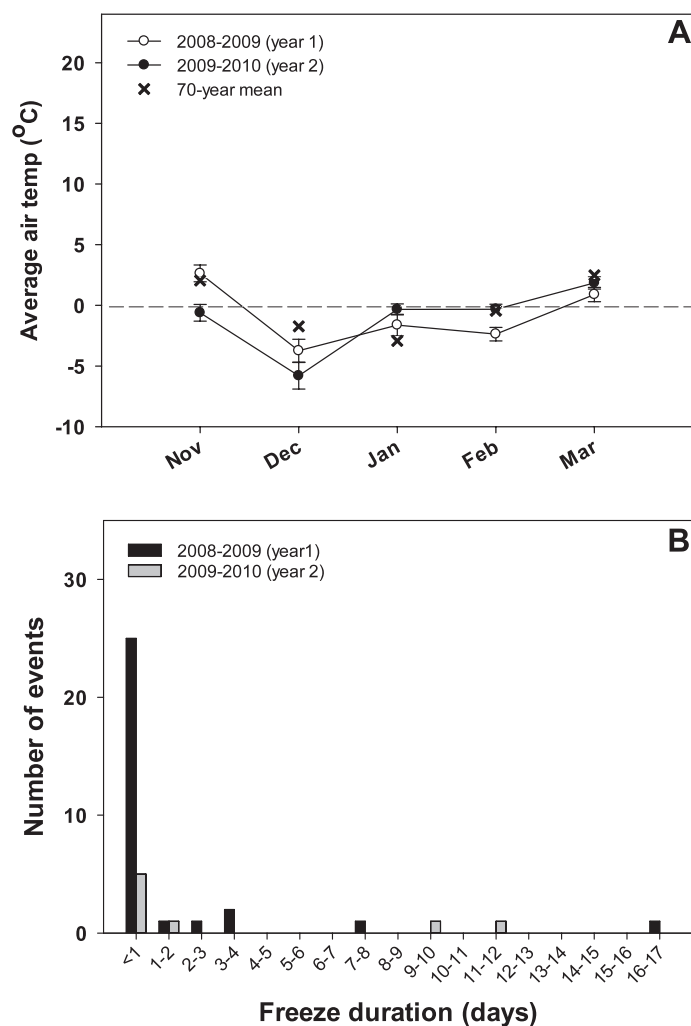 A
2008-2009 (year 1)
2009-2010 (year 2)
70-year mean
Average air temp (°C)
20
15
10
5
0
-5
-10
Nov
Dec
Jan
Feb
Mar
B
2008-2009 (year1)
2009-2010 (year 2)
Number of events
30
20
10
0
<1
1-2
2-3
3-4
4-5
5-6
6-7
7-8
8-9
9-10
10-11
11-12
12-13
13-14
14-15
15-16
16-17
Freeze duration (days)